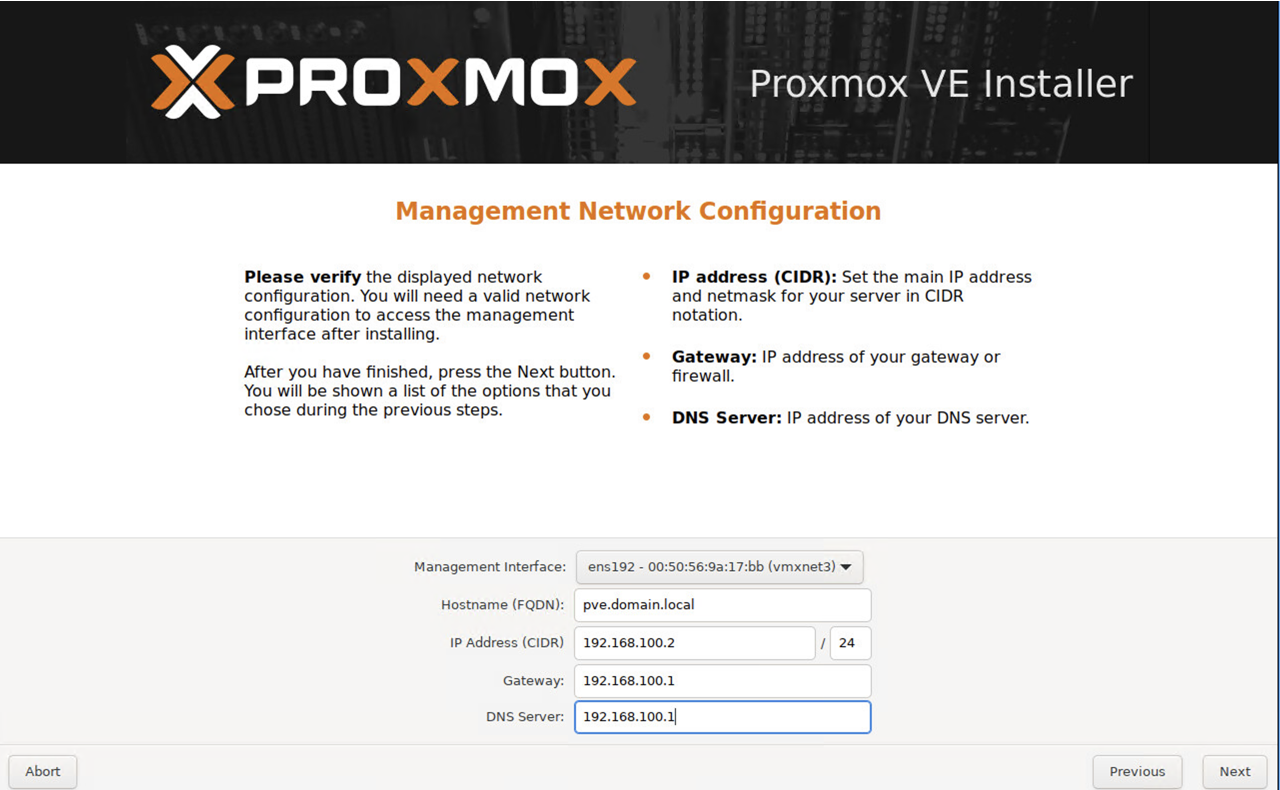 PROXMOX
Proxmox VE Installer
Management Network Configuration
Please verify the displayed network
configuration. You will need a valid network
configuration to access the management
interface after installing.
After you have finished, press the Next button.
You will be shown a list of the options that you
chose during the previous steps.
• IP address (CIDR): Set the main IP address
and netmask for your server in CIDR
notation.
• Gateway: IP address of your gateway or
firewall.
• DNS Server: IP address of your DNS server.
Management Interface: ens192 - 00:50:56:9a:17:bb (vmxnet3)
Hostname (FQDN): pve.domain.local
IP Address (CIDR) 192.168.100.2 / 24
Gateway: 192.168.100.1
DNS Server: 192.168.100.1
Abort Previous Next